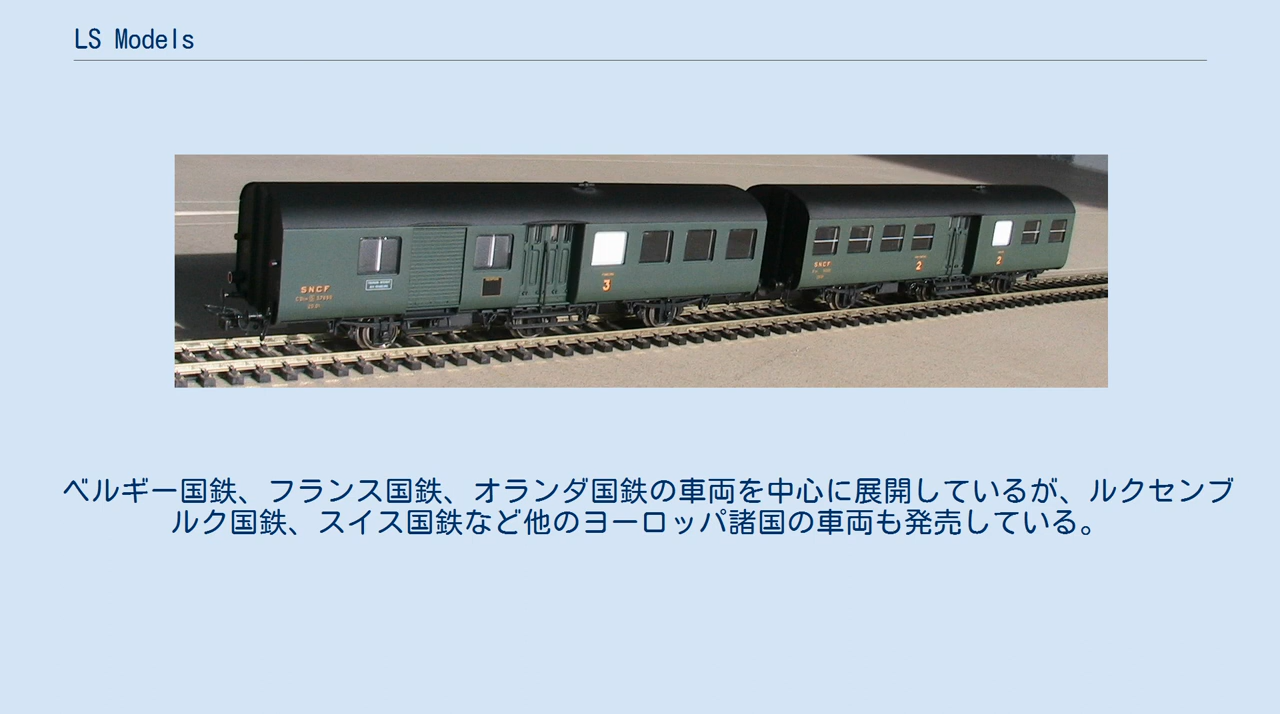 LS Models
SNCF
3
SNCF
2
2
ベルギー国鉄、フランス国鉄、オランダ国鉄の車両を中心に展開しているが、ルクセンブ
ルク国鉄、スイス国鉄など他のヨーロッパ諸国の車両も発売している。